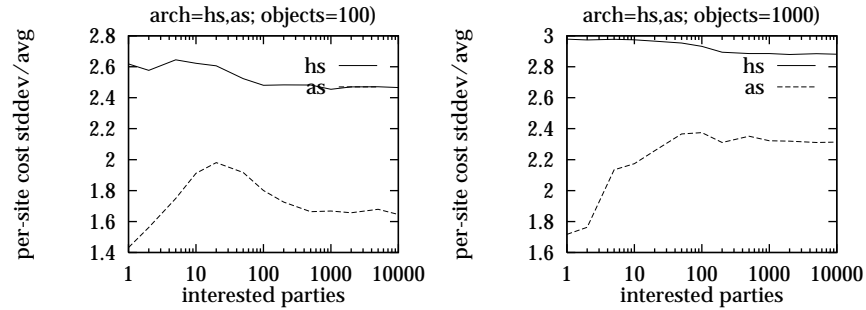 arch=hs,as; objects=100)
per-site cost stddev/avg
2.8
2.6
2.4
2.2
2
1.8
1.6
1.4
hs
as
1 10 100 1000 10000
interested parties
arch=hs,as; objects=1000)
per-site cost stddev/avg
3
2.8
2.6
2.4
2.2
2
1.8
1.6
hs
as
1 10 100 1000 10000
interested parties